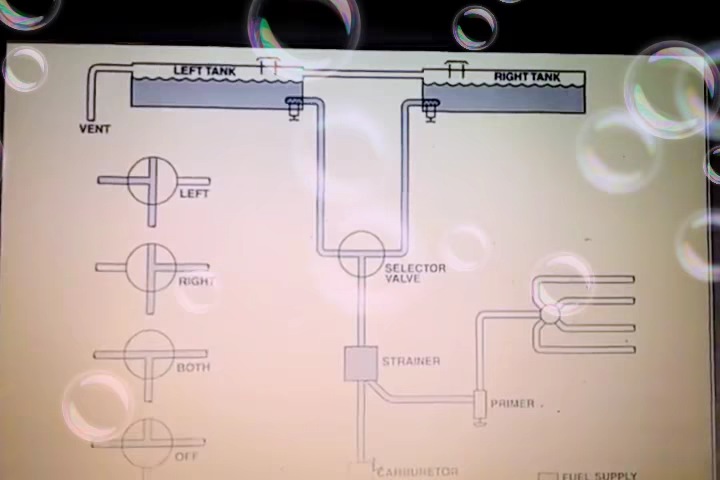 LEFT TANK
RIGHT TANK
VENT
LEFT
SELECTOR
VALVE
RIGHT
STRAINER
BOTH
PRIMER
OFF
CARBURETOR
FUEL SUPPLY